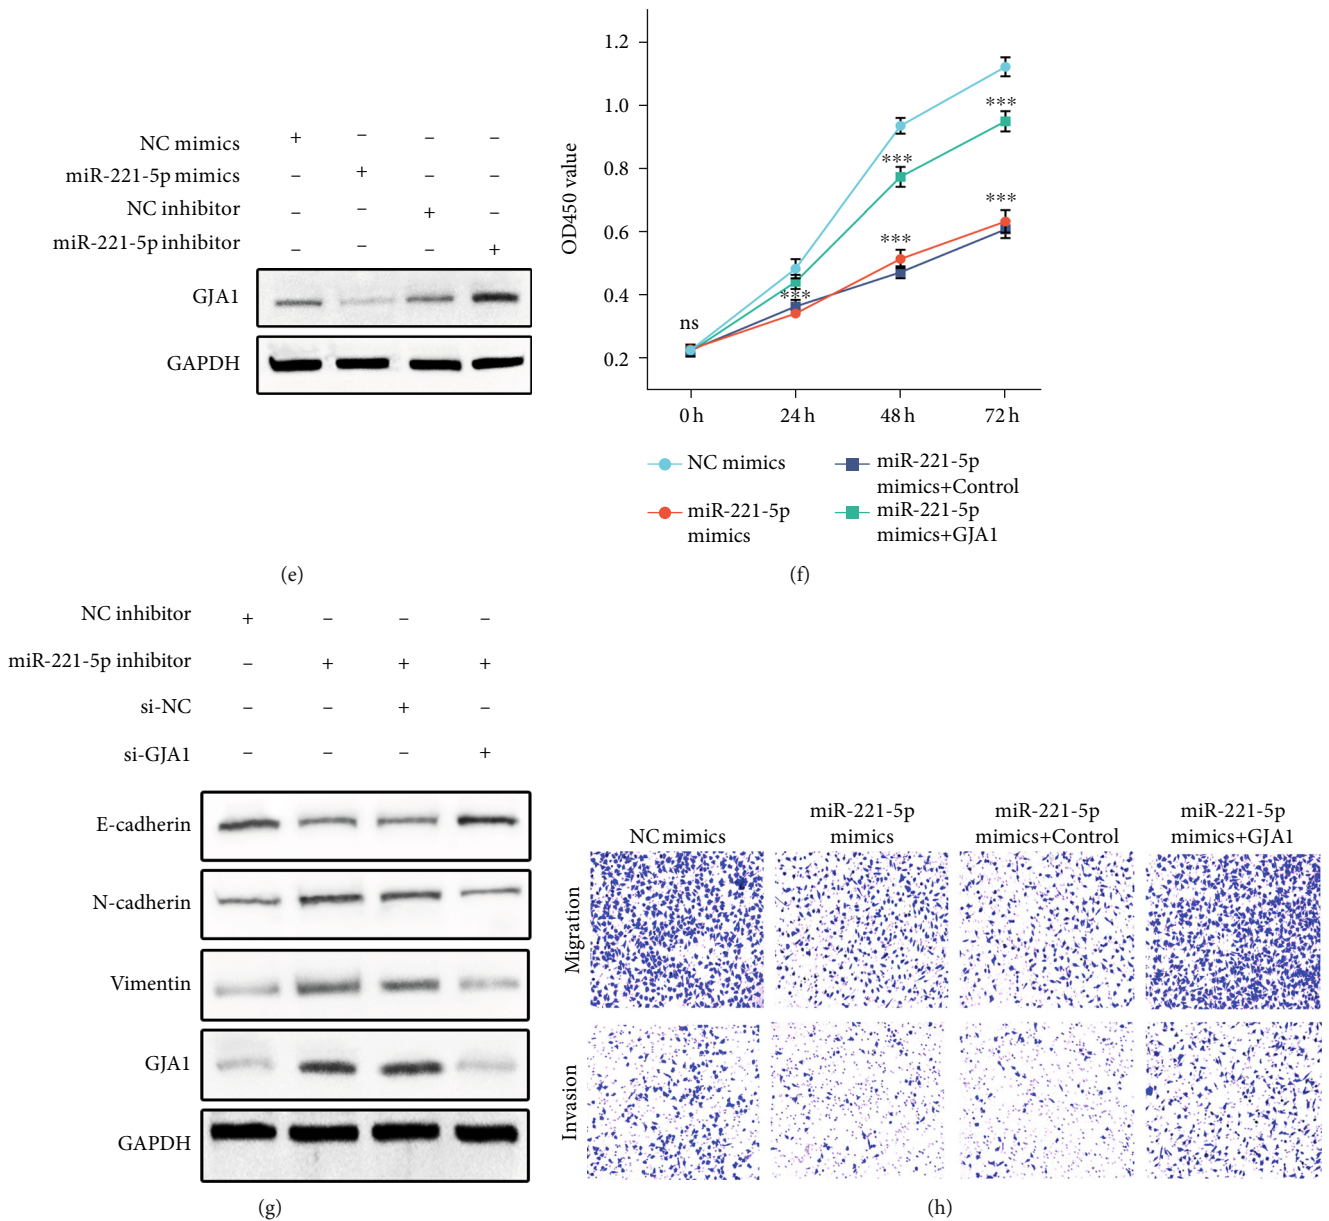 NC mimics + − − −
miR-221-5p mimics − + − −
NC inhibitor − − + −
miR-221-5p inhibitor − − − +
GJA1
GAPDH
(e)
OD450 value
1.2
1.0
0.8
0.6
0.4
0.2
ns
***
***
***
***
***
0 h 24 h 48 h 72 h
NC mimics
miR-221-5p
mimics
miR-221-5p
mimics+Control
miR-221-5p
mimics+GJA1
(f)
NC inhibitor + − − −
miR-221-5p inhibitor − + + +
si-NC − − + −
si-GJA1 − − − +
E-cadherin
N-cadherin
Vimentin
GJA1
GAPDH
(g)
NC mimics
miR-221-5p
mimics
miR-221-5p
mimics+Control
miR-221-5p
mimics+GJA1
Migration
Invasion
(h)